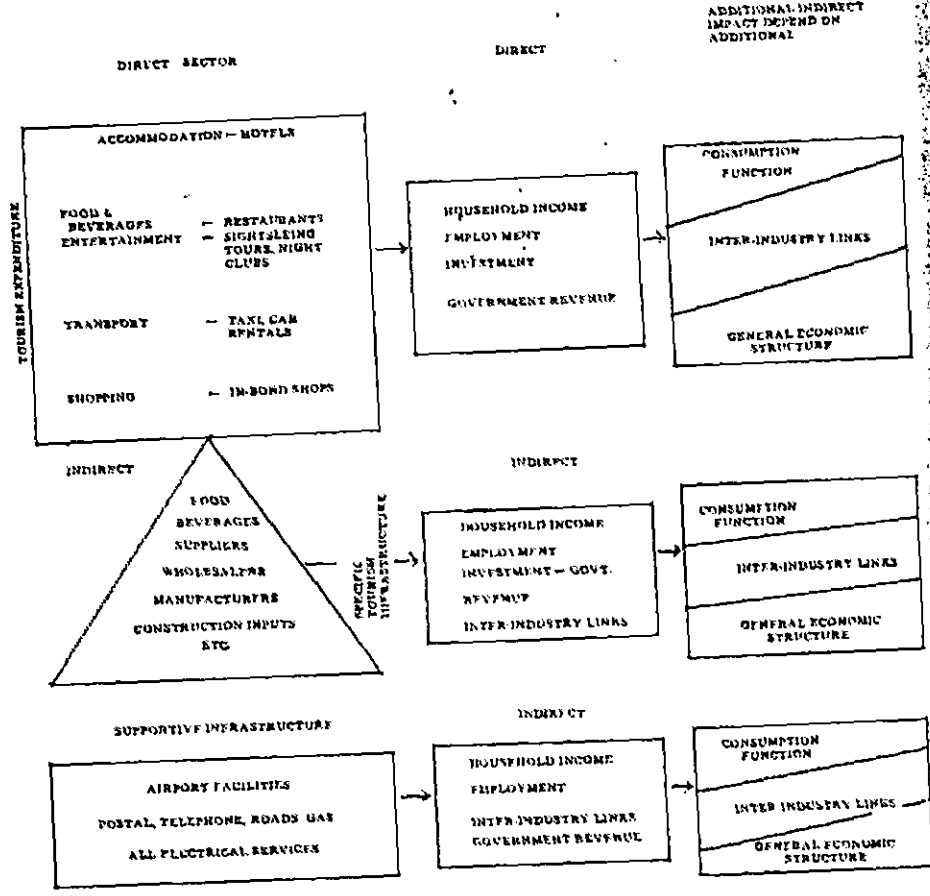 ADDITIONAL INDIRECT
IMPACT DEPEND ON
ADDITIONAL
DIRECT SECTOR
DIRECT
TOURISM EXPENDITURE
ACCOMMODATION — HOTELS
FOOD &
BEVERAGES — RESTAURANTS
ENTERTAINMENT — SIGHTSEEING
TOURS, NIGHT
CLUBS
TRANSPORT — TAXI, CAR
RENTALS
SHOPPING — IN-BOND SHOPS
HOUSEHOLD INCOME
EMPLOYMENT
INVESTMENT
GOVERNMENT REVENUE
CONSUMPTION
FUNCTION
INTER-INDUSTRY LINKS
GENERAL ECONOMIC
STRUCTURE
INDIRECT
FOOD
BEVERAGES
SUPPLIERS
WHOLESALERS
MANUFACTURERS
CONSTRUCTION INPUTS
ETC
SPECIFIC
TOURISM
INFRASTRUCTURE
INDIRECT
HOUSEHOLD INCOME
EMPLOYMENT
INVESTMENT — GOVT.
REVENUE
INTER-INDUSTRY LINKS
CONSUMPTION
FUNCTION
INTER-INDUSTRY LINKS
GENERAL ECONOMIC
STRUCTURE
SUPPORTIVE INFRASTRUCTURE
AIRPORT FACILITIES
POSTAL, TELEPHONE, ROADS GAS
ALL ELECTRICAL SERVICES
INDIRECT
HOUSEHOLD INCOME
EMPLOYMENT
INTER-INDUSTRY LINKS
GOVERNMENT REVENUE
CONSUMPTION
FUNCTION
INTER INDUSTRY LINKS
GENERAL ECONOMIC
STRUCTURE